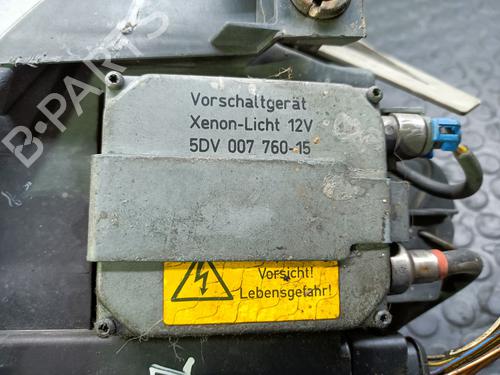 B-PARTS
Vorschaltgerät
Xenon-Licht 12V
5DV 007 760-15
Vorsicht!
Lebensgefahr!